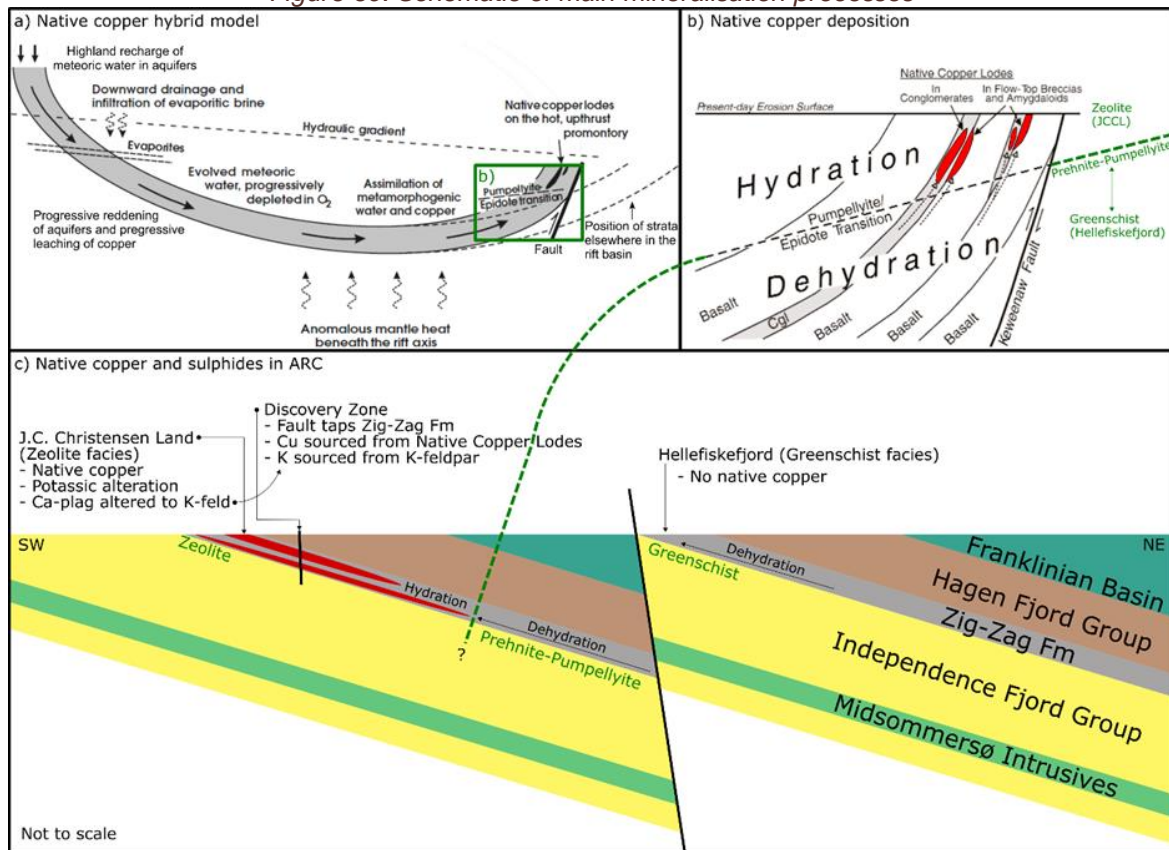 Figure 39: Schematic of main mineralisation processes
a) Native copper hybrid model
Highland recharge of
meteoric water in aquifers
Downward drainage and
infiltration of evaporitic brine
Hydraulic gradient
Evaporites
Evolved meteoric
water, progressively
depleted in O2
Assimilation of
metamorphogenic
water and copper
Progressive reddening
of aquifers and progressive
leaching of copper
Native copper lodes
on the hot, upthrust
promontory
b)
Pumpellyite
Epidote transition
Fault
Position of strata
elsewhere in the
rift basin
Anomalous mantle heat
beneath the rift axis
b) Native copper deposition
Native Copper Lodes
In
Conglomerates
In Flow-Top Breccias
and Amygdaloids
Present-day Erosion Surface
Zeolite
(JCCL)
Prehnite-Pumpellyite
Greenschist
(Hellefiskefjord)
Hydration
Pumpellyite/
Epidote Transition
Dehydration
Basalt
Cgl
Basalt
Basalt
Basalt
Basalt
Keweenaw Fault
c) Native copper and sulphides in ARC
J.C. Christensen Land
(Zeolite facies)
- Native copper
- Potassic alteration
- Ca-plag altered to K-feld
Discovery Zone
- Fault taps Zig-Zag Fm
- Cu sourced from Native Copper Lodes
- K sourced from K-feldpar
Hellefiskefjord (Greenschist facies)
- No native copper
SW
NE
Zeolite
Hydration
Dehydration
Prehnite-Pumpellyite
?
Greenschist
Dehydration
Franklinian Basin
Hagen Fjord Group
Zig-Zag Fm
Independence Fjord Group
Midsommersø Intrusives
Not to scale